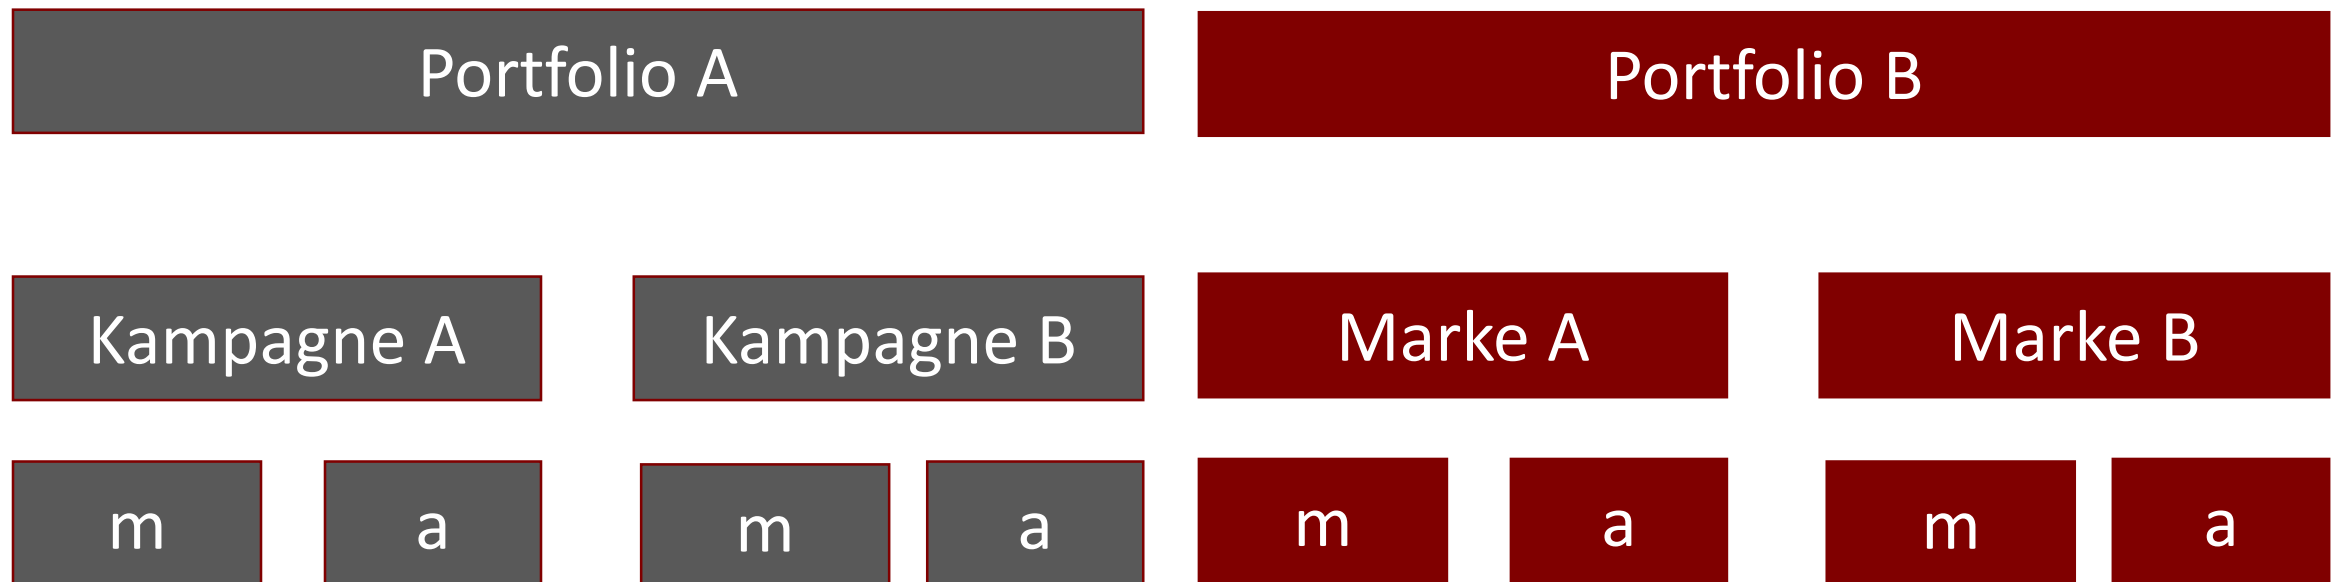 Portfolio A
Portfolio B
Kampagne A
Kampagne B
Marke A
Marke B
m
a
m
a
m
a
m
a